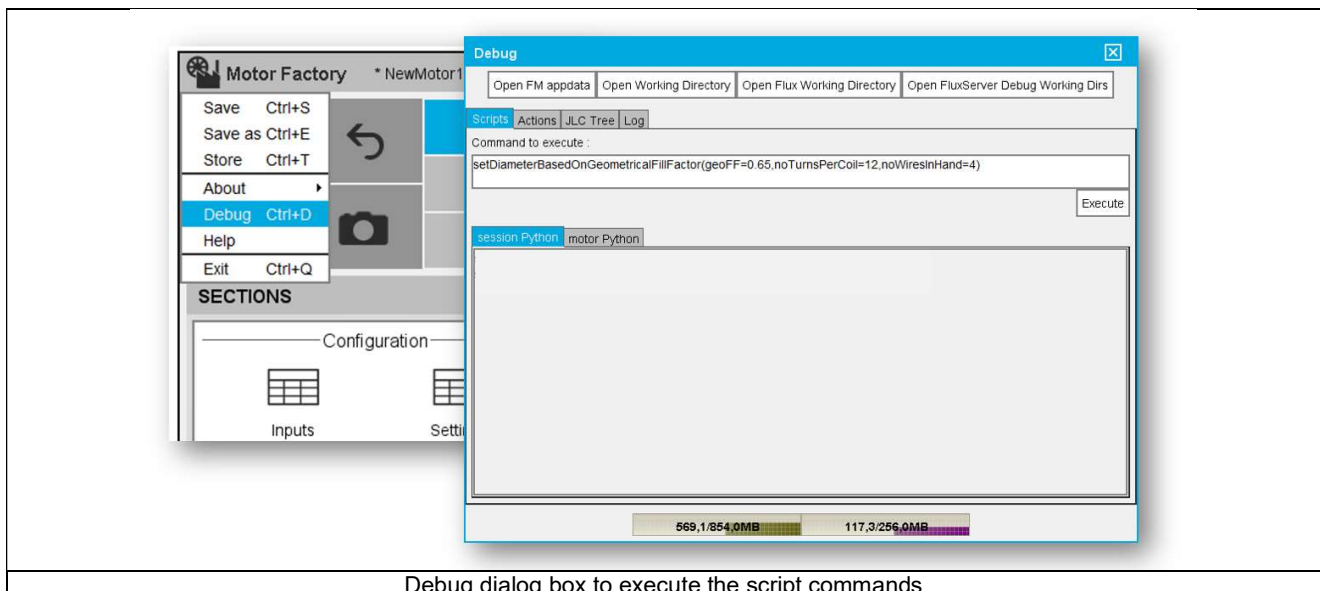 Motor Factory * NewMotor1
Save Ctrl+S
Save as Ctrl+E
Store Ctrl+T
About
Debug Ctrl+D
Help
Exit Ctrl+Q
SECTIONS
Configuration
Inputs
Setti
Debug
Open FM appdata Open Working Directory Open Flux Working Directory Open FluxServer Debug Working Dirs
Scripts Actions JLC Tree Log
Command to execute :
setDiameterBasedOnGeometricalFillFactor(geoFF=0.65,noTurnsPerCoil=12,noWiresInHand=4)
Execute
session Python motor Python
569,1/854,0MB 117,3/256,0MB
Debug dialog box to execute the script commands